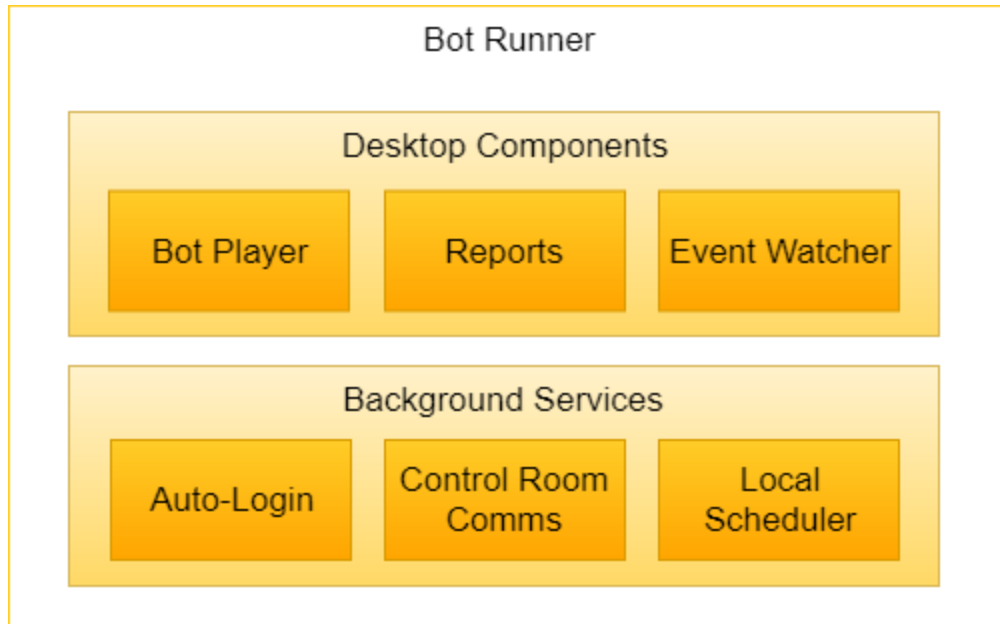 Bot Runner
Desktop Components
Bot Player
Reports
Event Watcher
Background Services
Auto-Login
Control Room
Comms
Local
Scheduler